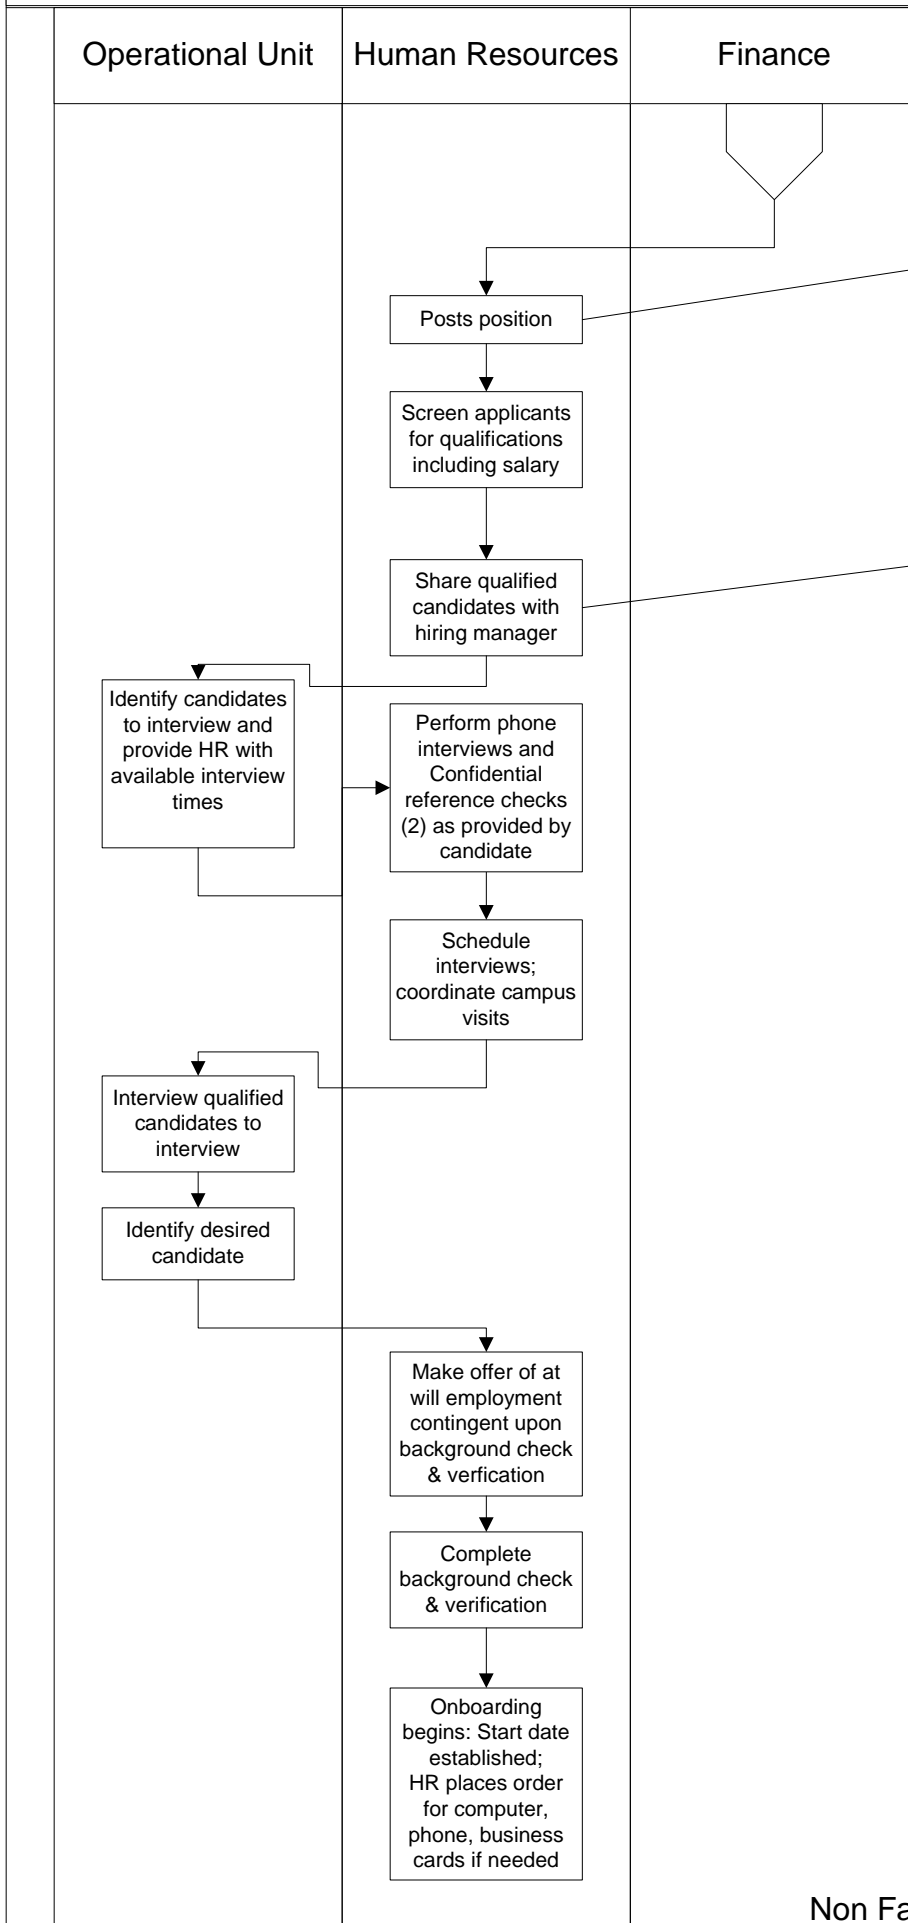 Operational Unit
Human Resources
Finance
Posts position
Screen applicants
for qualifications
including salary
Share qualified
candidates with
hiring manager
Identify candidates
to interview and
provide HR with
available interview
times
Perform phone
interviews and
Confidential
reference checks
(2) as provided by
candidate
Schedule
interviews;
coordinate campus
visits
Interview qualified
candidates to
interview
Identify desired
candidate
Make offer of at
will employment
contingent upon
background check
& verfication
Complete
background check
& verification
Onboarding
begins: Start date
established;
HR places order
for computer,
phone, business
cards if needed
Non Fa